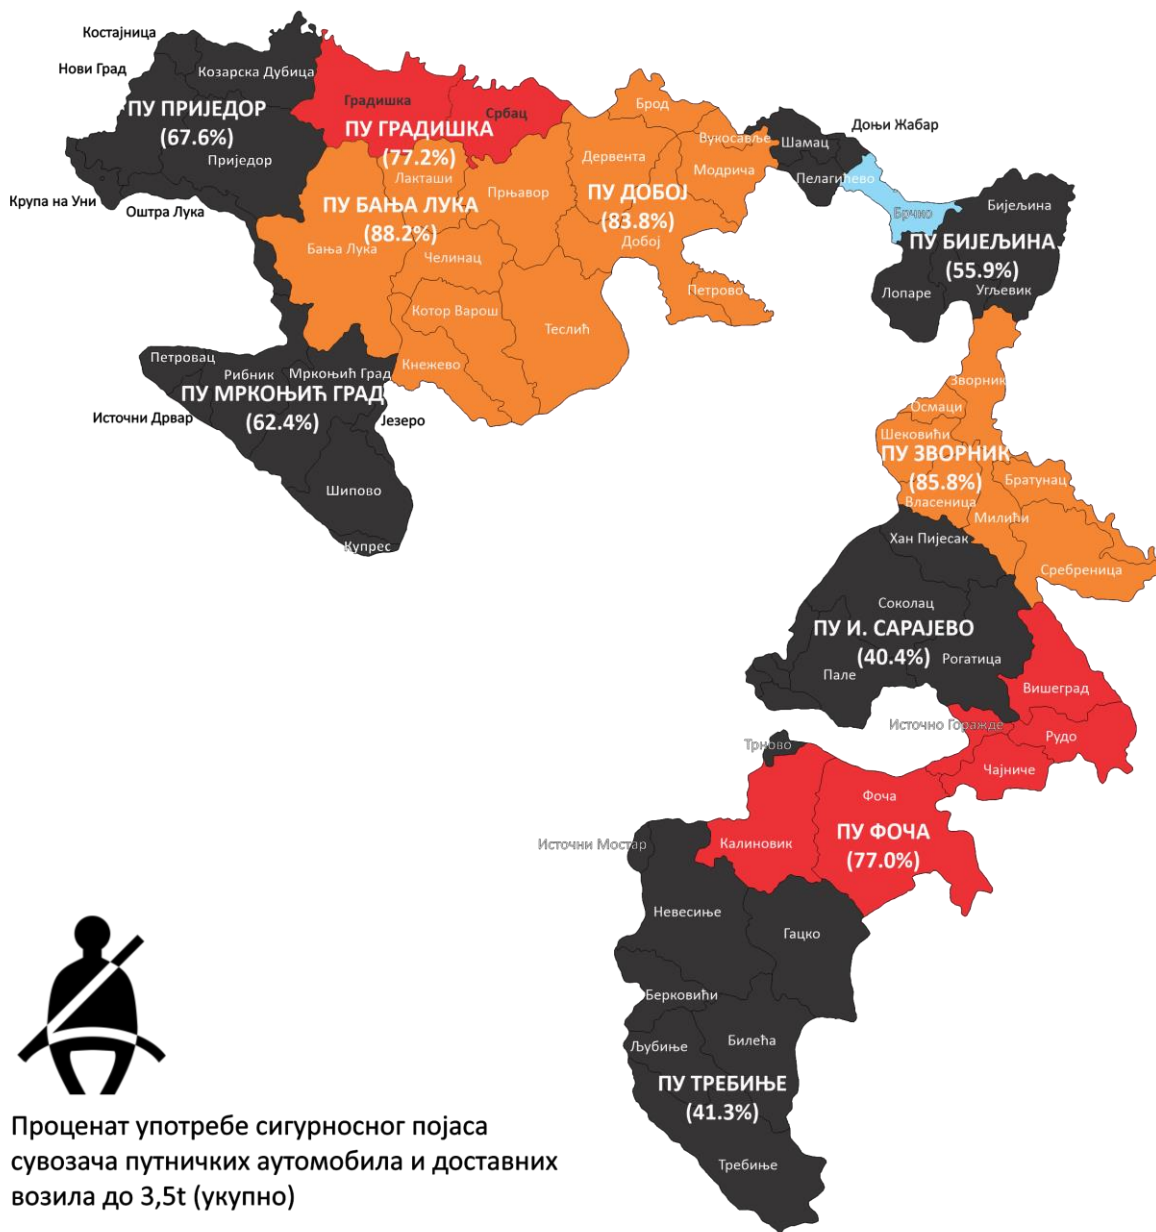 Костајница
Нови Град
Козарска Дубица
ПУ ПРИЈЕДОР
(67.6%)
Приједор
Крупа на Уни
Оштра Лука
Градишка
Србац
ПУ ГРАДИШКА
(77.2%)
Лакташи
Прњавор
ПУ БАЊА ЛУКА
(88.2%)
Бања Лука
Челинац
Котор Варош
Кнежево
Теслић
Брод
Вукосавље
Дервента
Модрича
ПУ ДОБОЈ
(83.8%)
Добој
Петрово
Шамац
Доњи Жабар
Пелагићево
Брчко
Бијељина
ПУ БИЈЕЉИНА
(55.9%)
Лопаре
Угљевик
Петровац
Рибник
Мркоњић Град
ПУ МРКОЊИЋ ГРАД
(62.4%)
Источни Дрвар
Језеро
Шипово
Купрес
Зворник
Осмаци
Шековићи
ПУ ЗВОРНИК
(85.8%)
Братунац
Власеница
Милићи
Сребреница
Хан Пијесак
Соколац
ПУ И. САРАЈЕВО
(40.4%)
Рогатица
Пале
Вишеград
Источно Горажде
Рудо
Трново
Чајниче
Фоча
ПУ ФОЧА
(77.0%)
Калиновик
Источни Мостар
Невесиње
Гацко
Берковићи
Билећа
Љубиње
ПУ ТРЕБИЊЕ
(41.3%)
Требиње
Проценат употребе сигурносног појаса
сувозача путничких аутомобила и доставних
возила до 3,5t (укупно)